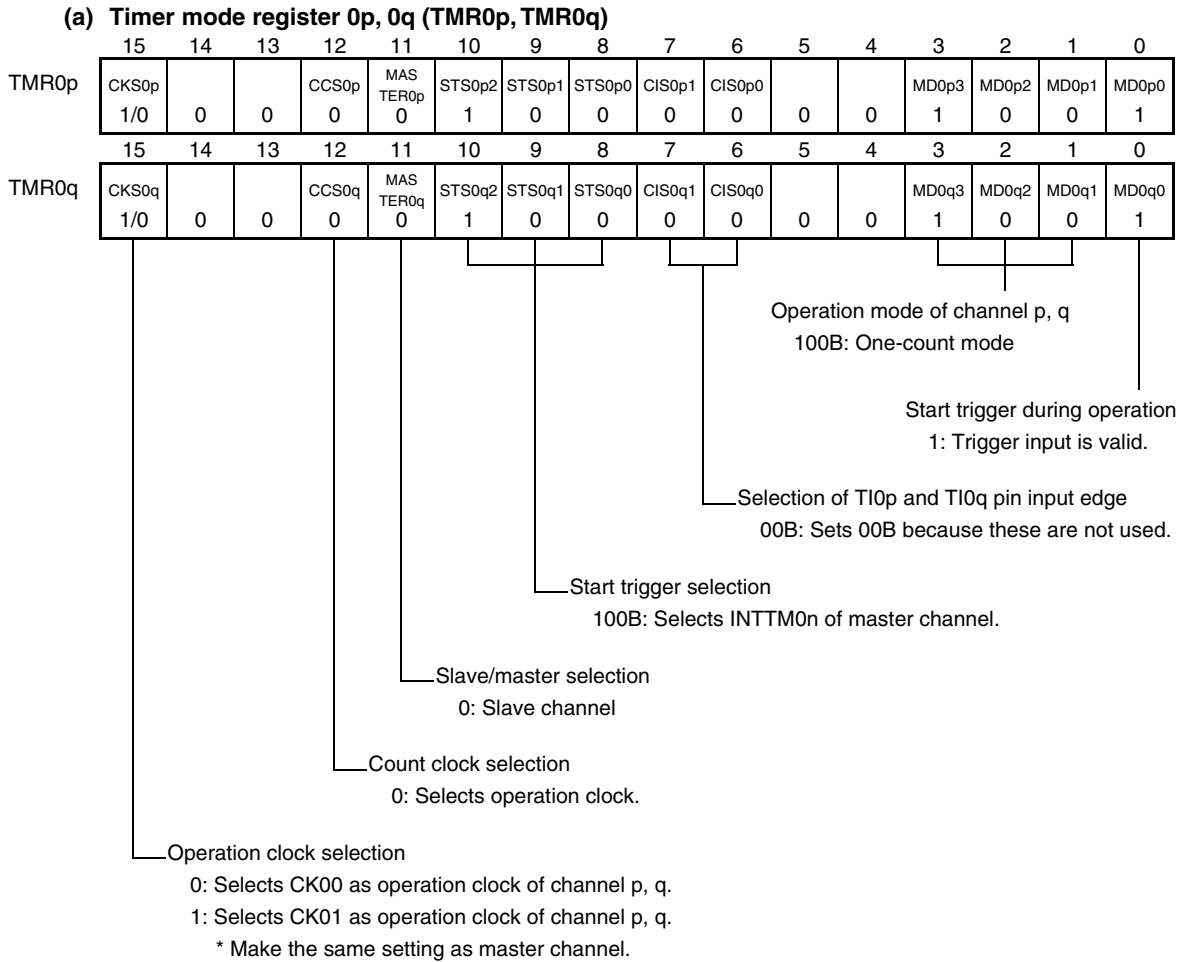 (a) Timer mode register 0p, 0q (TMR0p, TMR0q)
15 14 13 12 11 10 9 8 7 6 5 4 3 2 1 0
TMR0p CKS0p CCS0p MAS TER0p STS0p2 STS0p1 STS0p0 CIS0p1 CIS0p0 MD0p3 MD0p2 MD0p1 MD0p0
1/0 0 0 0 0 1 0 0 0 0 0 0 1 0 0 1
15 14 13 12 11 10 9 8 7 6 5 4 3 2 1 0
TMR0q CKS0q CCS0q MAS TER0q STS0q2 STS0q1 STS0q0 CIS0q1 CIS0q0 MD0q3 MD0q2 MD0q1 MD0q0
1/0 0 0 0 0 1 0 0 0 0 0 0 1 0 0 1
Operation mode of channel p, q
100B: One-count mode
Start trigger during operation
1: Trigger input is valid.
Selection of TI0p and TI0q pin input edge
00B: Sets 00B because these are not used.
Start trigger selection
100B: Selects INTTM0n of master channel.
Slave/master selection
0: Slave channel
Count clock selection
0: Selects operation clock.
Operation clock selection
0: Selects CK00 as operation clock of channel p, q.
1: Selects CK01 as operation clock of channel p, q.
* Make the same setting as master channel.